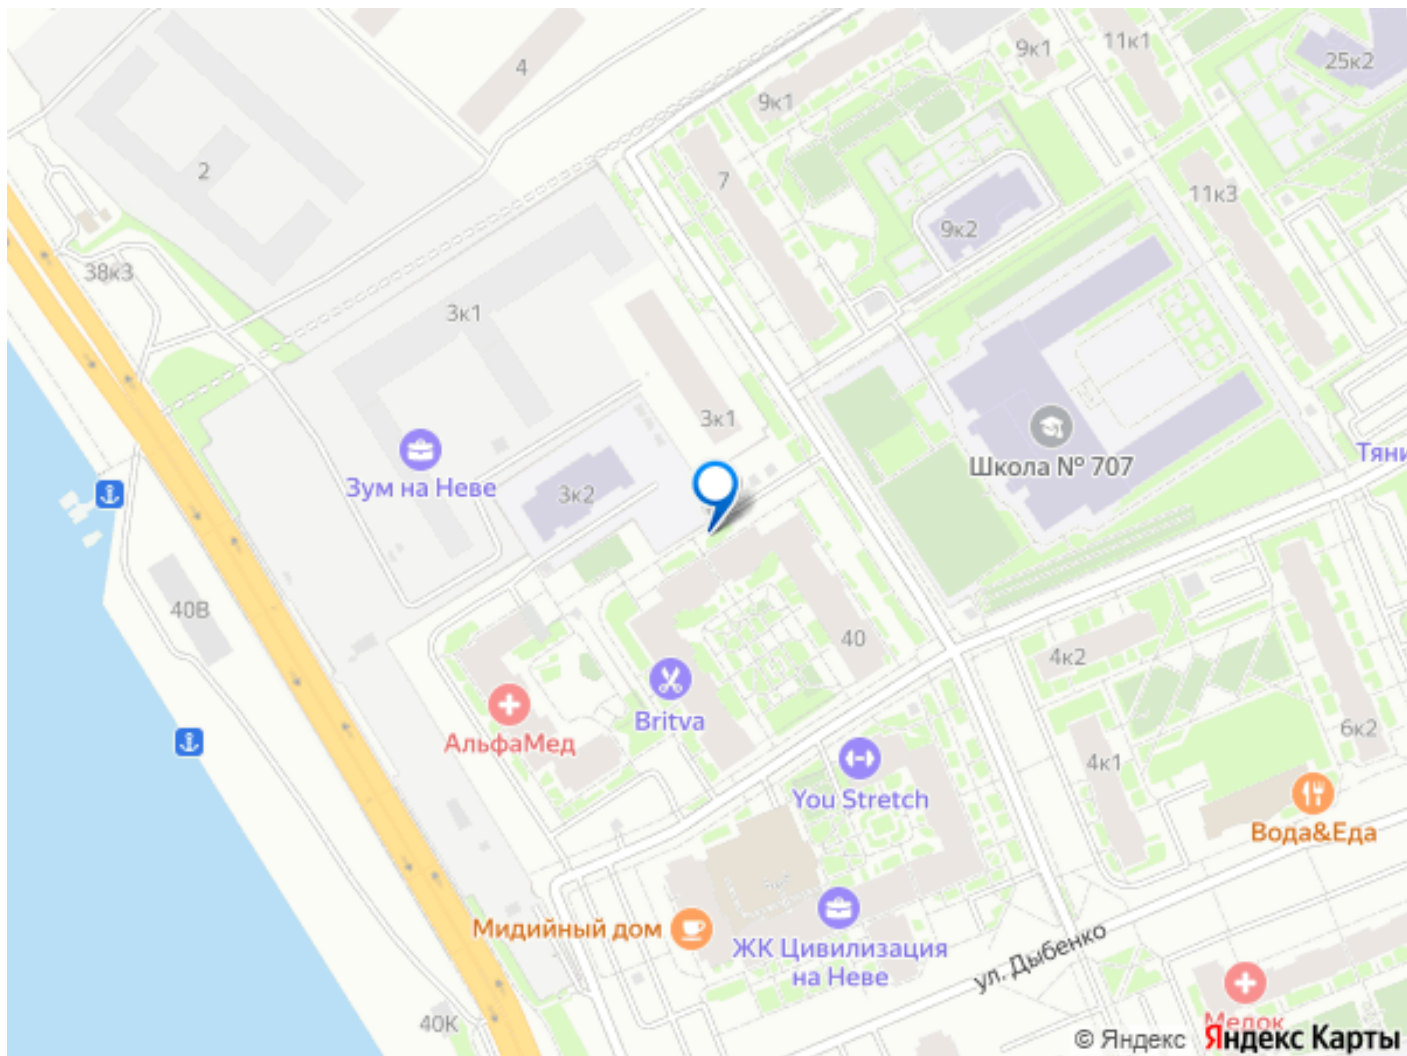 9к1
11к1
25к2
4
9к1
2
7
11к3
9к2
38к3
3к1
3к1
Школа № 707
Тяни
Зум на Неве
3к2
40В
40
4к2
Britva
6к2
АльфаМед
4к1
You Stretch
Вода&Еда
Мидийный дом
ЖК Цивилизация
на Неве
ул. Дыбенко
40К
Медок
© Яндекс Яндекс Карты